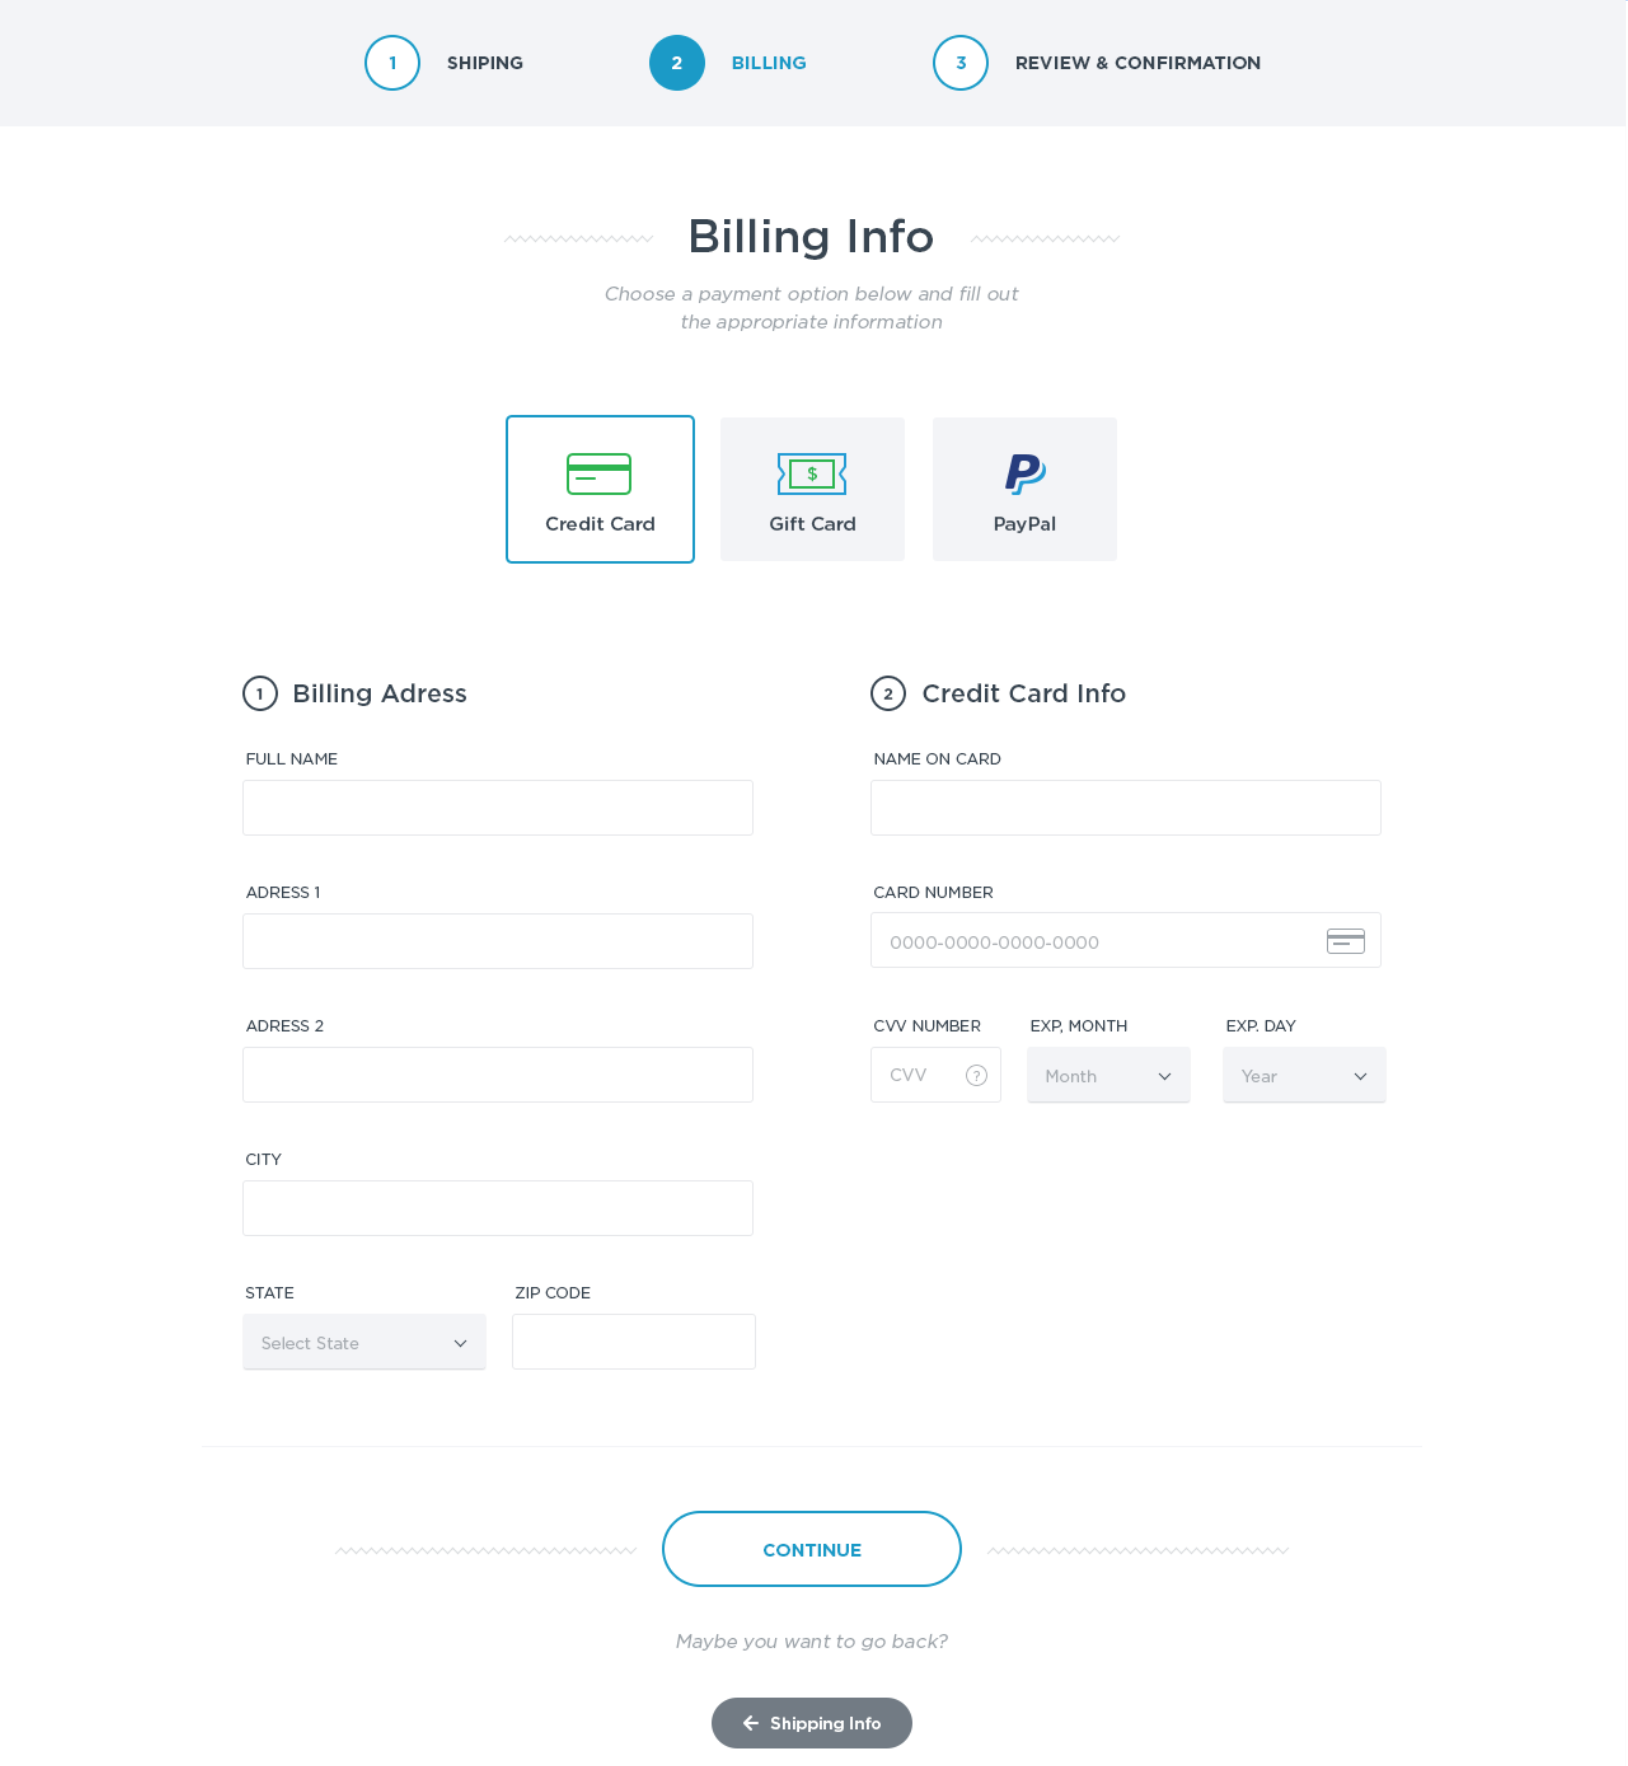 1 SHIPING 2 BILLING 3 REVIEW & CONFIRMATION
Billing Info
Choose a payment option below and fill out
the appropriate information
$
Credit Card Gift Card PayPal
1 Billing Adress
FULL NAME
ADRESS 1
ADRESS 2
CITY
STATE ZIP CODE
Select State
2 Credit Card Info
NAME ON CARD
CARD NUMBER
0000-0000-0000-0000
CVV NUMBER EXP, MONTH EXP. DAY
CVV ? Month Year
CONTINUE
Maybe you want to go back?
Shipping Info